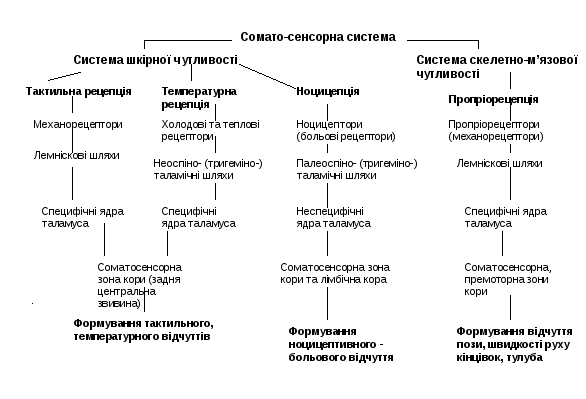 Сомато-сенсорна система
Система шкірної чутливості
Система скелетно-м’язової
чутливості
Тактильна рецепція
Температурна
рецепція
Ноцицепція
Пропріорецепція
Механорецептори
Холодові та теплові
рецептори
Ноцицептори
(больові рецептори)
Пропріорецептори
(механорецептори)
Лемніскові шляхи
Неоспіно- (тригеміно-)
таламічні шляхи
Палеоспіно- (тригеміно-)
таламічні шляхи
Лемніскові шляхи
Специфічні ядра
таламуса
Специфічні
ядра таламуса
Неспецифічні
ядра таламуса
Специфічні ядра
таламуса
Соматосенсорна
зона кори (задня
центральна
звивина)
Соматосенсорна зона
кори та лімбічна кора
Соматосенсорна,
премоторна зони
кори
Формування тактильного,
температурного відчуттів
Формування
ноцицептивного -
больового відчуття
Формування відчуття
пози, швидкості руху
кінцівок, тулуба